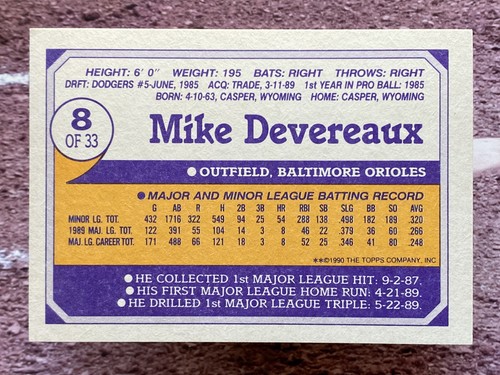 HEIGHT: 6' 0" WEIGHT: 195 BATS: RIGHT THROWS: RIGHT
DRFT: DODGERS #5-JUNE, 1985 ACQ: TRADE, 3-11-89 1st YEAR IN PRO BALL: 1985
BORN: 4-10-63, CASPER, WYOMING HOME: CASPER, WYOMING
8
OF 33
Mike Devereaux
●OUTFIELD, BALTIMORE ORIOLES
●MAJOR AND MINOR LEAGUE BATTING RECORD
G AB R H 2B 3B HR RBI SB SLG BB SO AVG
MINOR LG. TOT. 432 1716 322 549 94 25 54 288 138 .498 182 189 .320
1989 MAJ. LG. TOT. 122 391 55 104 14 3 8 46 22 .379 36 60 .266
MAJ. LG. CAREER TOT. 171 488 66 121 18 3 8 52 25 .346 41 80 .248
**©1990 THE TOPPS COMPANY, INC
●HE COLLECTED 1st MAJOR LEAGUE HIT: 9-2-87.
●HIS FIRST MAJOR LEAGUE HOME RUN: 4-21-89.
●HE DRILLED 1st MAJOR LEAGUE TRIPLE: 5-22-89.